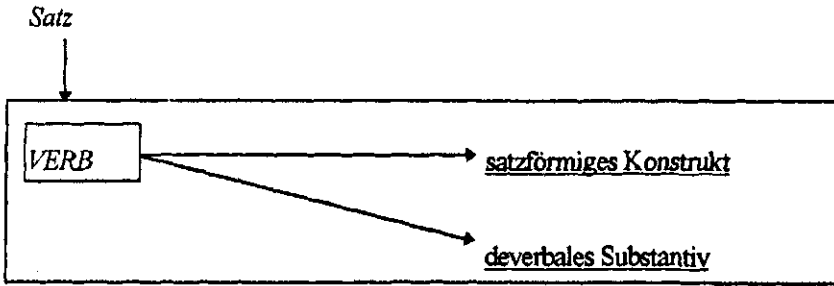 Satz
VERB
satzförmiges Konstrukt
deverbales Substantiv